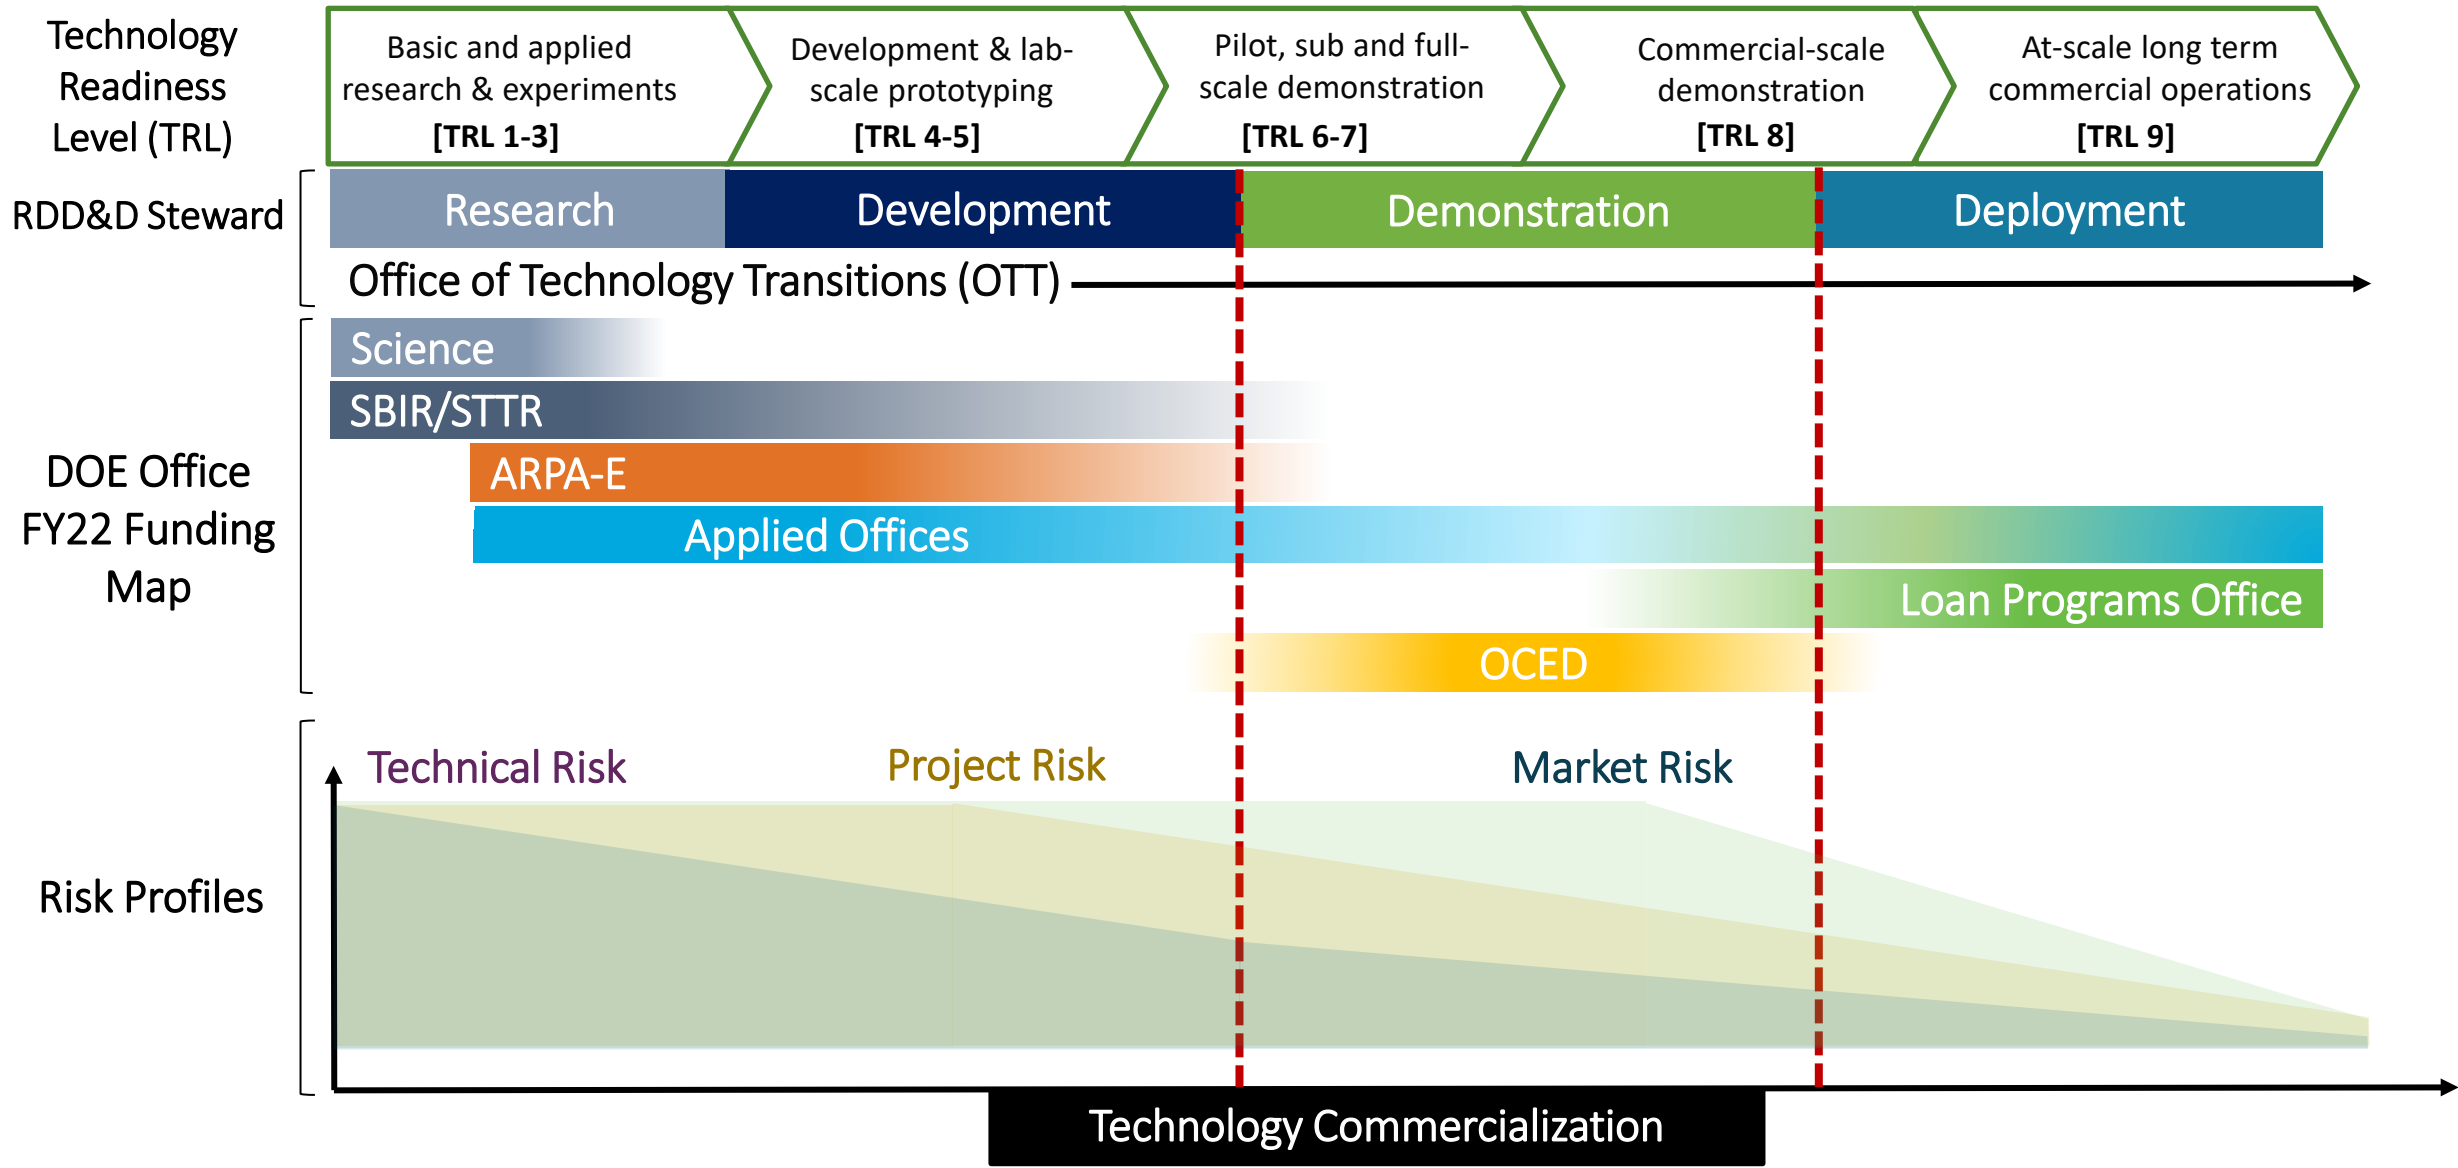 Technology
Readiness
Level (TRL)
Basic and applied
research & experiments
[TRL 1-3]
Development & lab-
scale prototyping
[TRL 4-5]
Pilot, sub and full-
scale demonstration
[TRL 6-7]
Commercial-scale
demonstration
[TRL 8]
At-scale long term
commercial operations
[TRL 9]
RDD&D Steward
Research
Development
Demonstration
Deployment
Office of Technology Transitions (OTT)
DOE Office
FY22 Funding
Map
Science
SBIR/STTR
ARPA-E
Applied Offices
Loan Programs Office
OCED
Risk Profiles
Technical Risk
Project Risk
Market Risk
Technology Commercialization